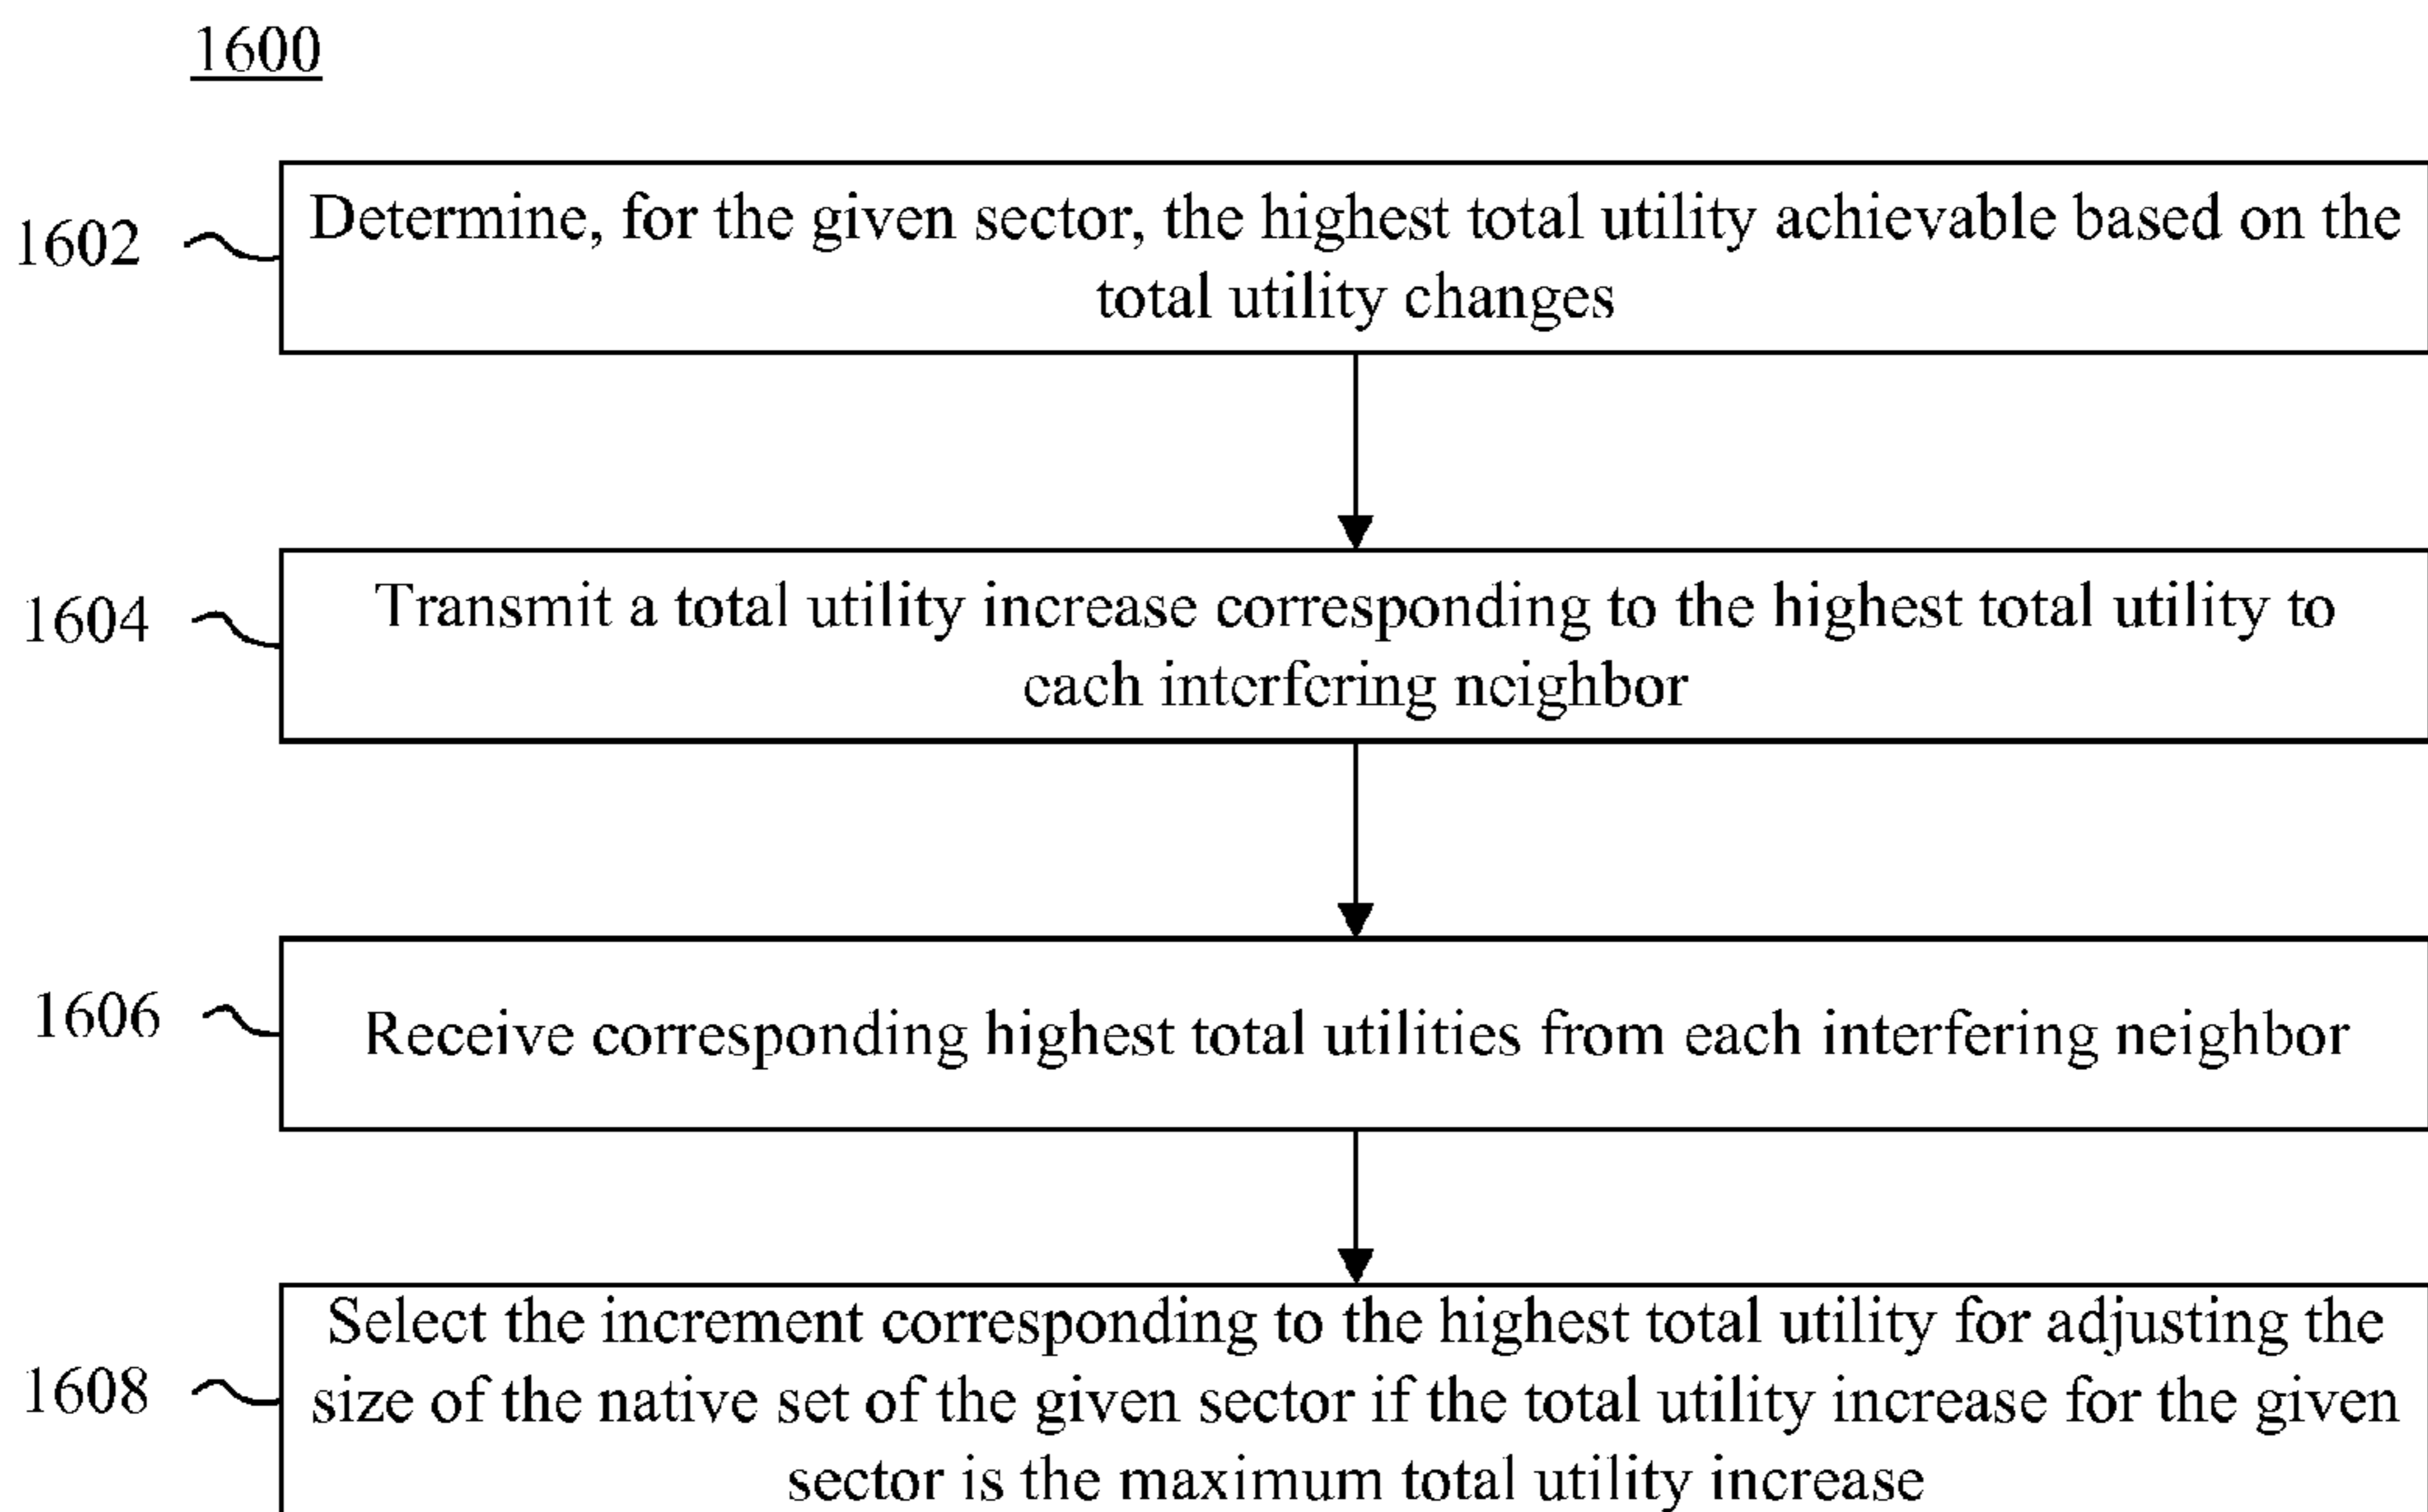 1600
1602
Determine, for the given sector, the highest total utility achievable based on the
total utility changes
1604
Transmit a total utility increase corresponding to the highest total utility to
each interfering neighbor
1606
Receive corresponding highest total utilities from each interfering neighbor
1608
Select the increment corresponding to the highest total utility for adjusting the
size of the native set of the given sector if the total utility increase for the given
sector is the maximum total utility increase